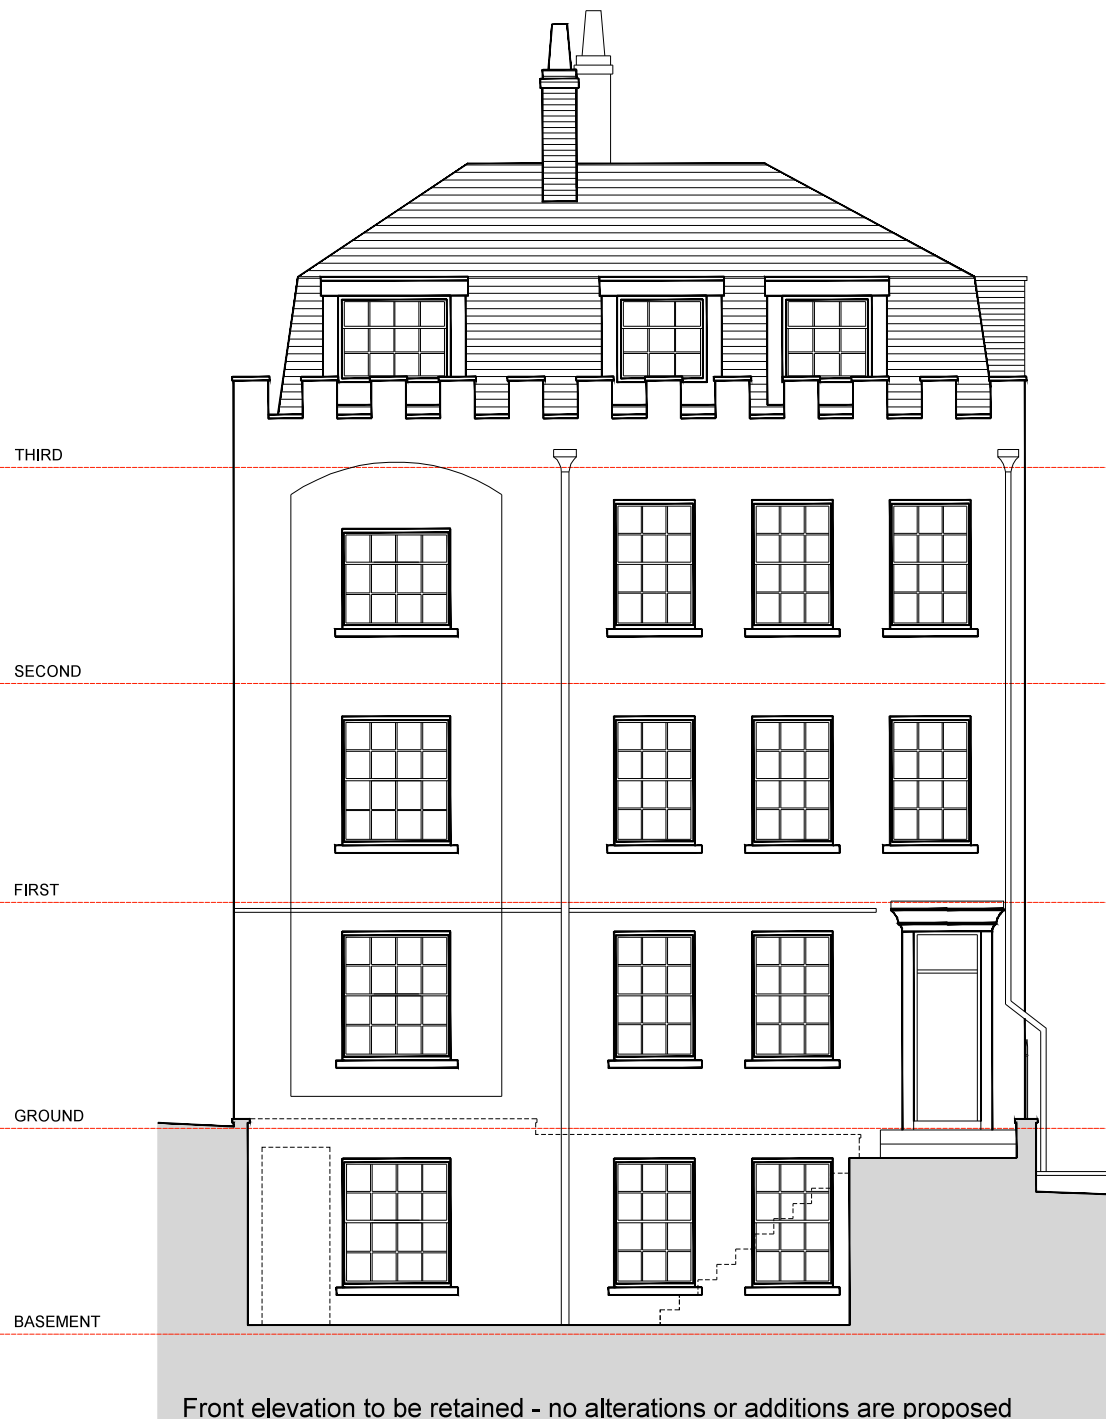 THIRD
SECOND
FIRST
GROUND
BASEMENT
Front elevation to be retained - no alterations or additions are proposed